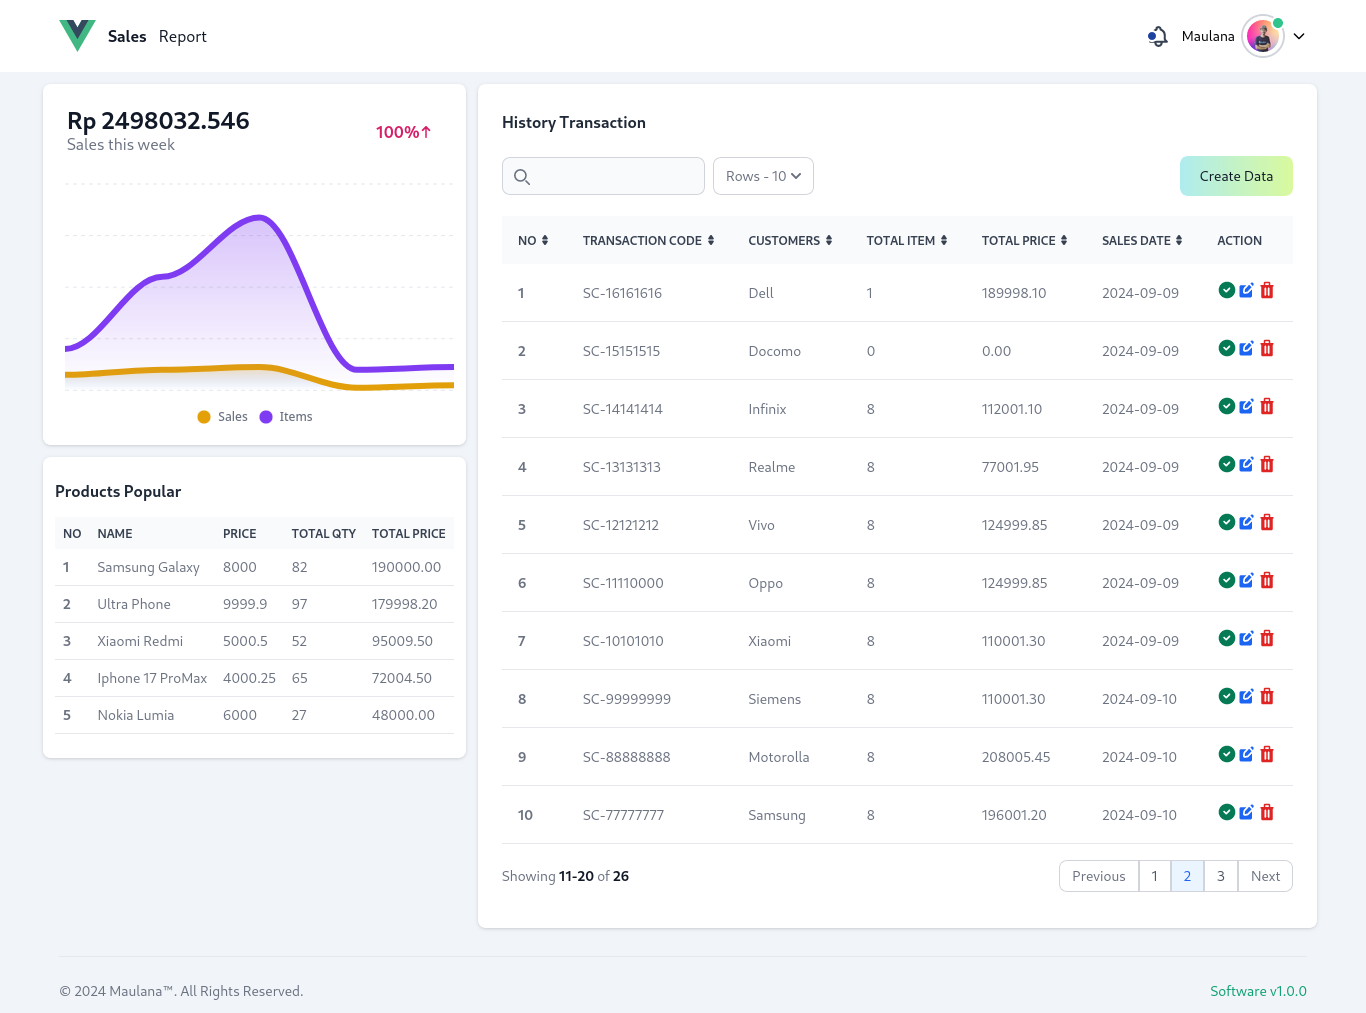 Sales Report
Maulana
Rp 2498032.546
Sales this week
100%↑
Sales Items
Products Popular
NO NAME PRICE TOTAL QTY TOTAL PRICE
1 Samsung Galaxy 8000 82 190000.00
2 Ultra Phone 9999.9 97 179998.20
3 Xiaomi Redmi 5000.5 52 95009.50
4 Iphone 17 ProMax 4000.25 65 72004.50
5 Nokia Lumia 6000 27 48000.00
History Transaction
Rows - 10
Create Data
NO TRANSACTION CODE CUSTOMERS TOTAL ITEM TOTAL PRICE SALES DATE ACTION
1 SC-16161616 Dell 1 189998.10 2024-09-09
2 SC-15151515 Docomo 0 0.00 2024-09-09
3 SC-14141414 Infinix 8 112001.10 2024-09-09
4 SC-13131313 Realme 8 77001.95 2024-09-09
5 SC-12121212 Vivo 8 124999.85 2024-09-09
6 SC-11110000 Oppo 8 124999.85 2024-09-09
7 SC-10101010 Xiaomi 8 110001.30 2024-09-09
8 SC-99999999 Siemens 8 110001.30 2024-09-10
9 SC-88888888 Motorolla 8 208005.45 2024-09-10
10 SC-77777777 Samsung 8 196001.20 2024-09-10
Showing 11-20 of 26
Previous 1 2 3 Next
© 2024 Maulana™. All Rights Reserved.
Software v1.0.0